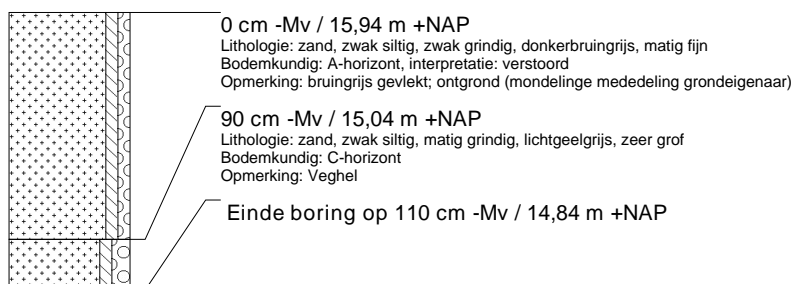 0 cm -Mv / 15,94 m +NAP
Lithologie: zand, zwak siltig, zwak grindig, donkerbruingrijs, matig fijn
Bodemkundig: A-horizont, interpretatie: verstoord
Opmerking: bruingrijs gevlekt; ontgrond (mondelinge mededeling grondeigenaar)
90 cm -Mv / 15,04 m +NAP
Lithologie: zand, zwak siltig, matig grindig, lichtgeelgrijs, zeer grof
Bodemkundig: C-horizont
Opmerking: Veghel
Einde boring op 110 cm -Mv / 14,84 m +NAP